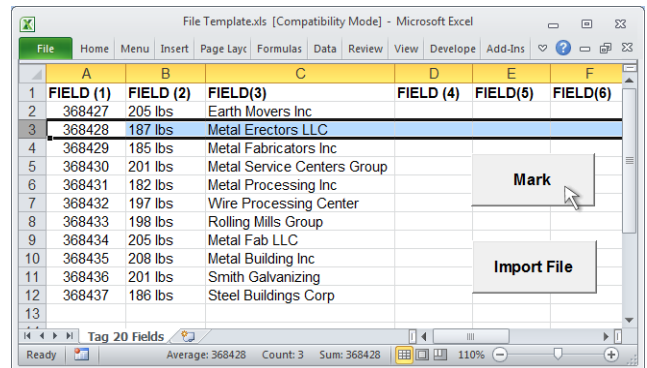 File Template.xls [Compatibility Mode] - Microsoft Excel
File Home Menu Insert Page Layc Formulas Data Review View Develope Add-Ins
A B C D E F
1 FIELD (1) FIELD (2) FIELD(3) FIELD (4) FIELD(5) FIELD(6)
2 368427 205 lbs Earth Movers Inc
3 368428 187 lbs Metal Erectors LLC
4 368429 185 lbs Metal Fabricators Inc
5 368430 201 lbs Metal Service Centers Group
6 368431 182 lbs Metal Processing Inc
Mark
7 368432 197 lbs Wire Processing Center
8 368433 198 lbs Rolling Mills Group
9 368434 205 lbs Metal Fab LLC
10 368435 208 lbs Metal Building Inc
Import File
11 368436 201 lbs Smith Galvanizing
12 368437 186 lbs Steel Buildings Corp
13
Tag 20 Fields
Ready Average: 368428 Count: 3 Sum: 368428 110%